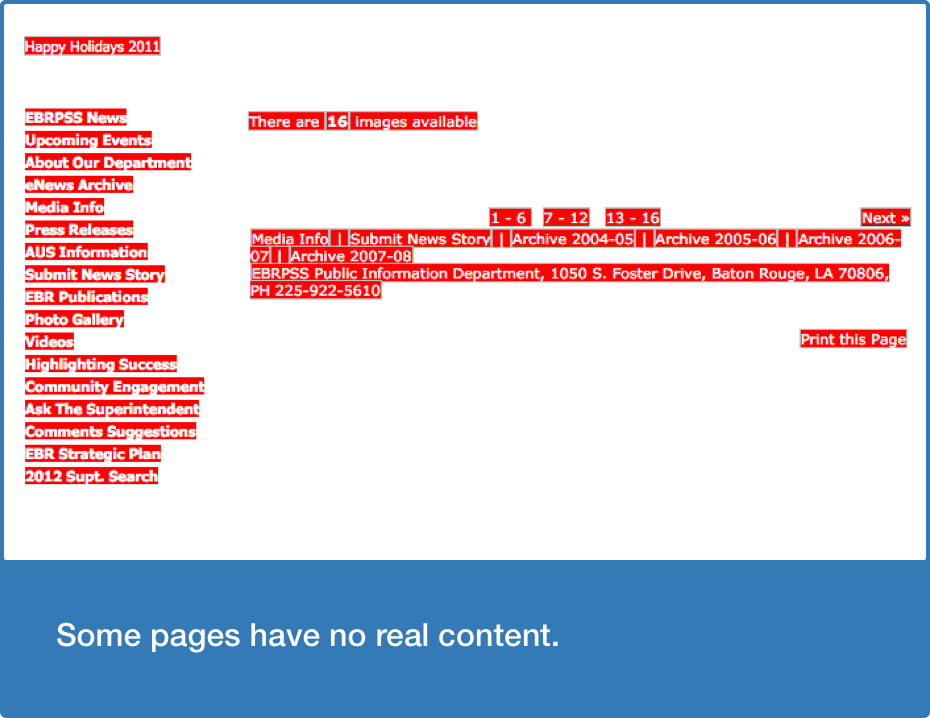 Happy Holidays 2011
EBRPSS News
Upcoming Events
About Our Department
eNews Archive
Media Info
Press Releases
AUS Information
Submit News Story
EBR Publications
Photo Gallery
Videos
Highlighting Success
Community Engagement
Ask The Superintendent
Comments Suggestions
EBR Strategic Plan
2012 Supt. Search
There are 16 images available
1 - 6 7 - 12 13 - 16 Next »
Media Info | Submit News Story | Archive 2004-05 | Archive 2005-06 | Archive 2006-
07 | Archive 2007-08
EBRPSS Public Information Department, 1050 S. Foster Drive, Baton Rouge, LA 70806,
PH 225-922-5610
Print this Page
Some pages have no real content.